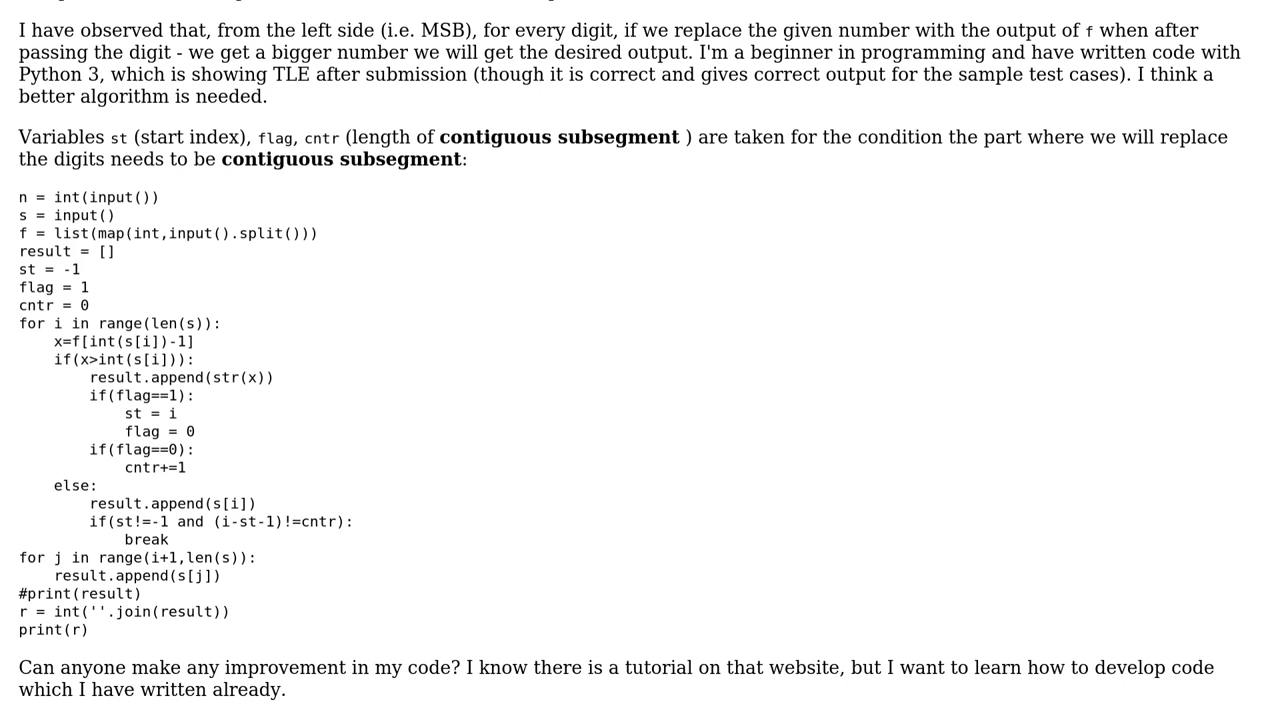 I have observed that, from the left side (i.e. MSB), for every digit, if we replace the given number with the output of f when after
passing the digit - we get a bigger number we will get the desired output. I'm a beginner in programming and have written code with
Python 3, which is showing TLE after submission (though it is correct and gives correct output for the sample test cases). I think a
better algorithm is needed.
Variables st (start index), flag, cntr (length of contiguous subsegment ) are taken for the condition the part where we will replace
the digits needs to be contiguous subsegment:
n = int(input())
s = input()
f = list(map(int,input().split()))
result = []
st = -1
flag = 1
cntr = 0
for i in range(len(s)):
    x=f[int(s[i])-1]
    if(x>int(s[i])):
        result.append(str(x))
        if(flag==1):
            st = i
            flag = 0
        if(flag==0):
            cntr+=1
    else:
        result.append(s[i])
        if(st!=-1 and (i-st-1)!=cntr):
            break
for j in range(i+1,len(s)):
    result.append(s[j])
#print(result)
r = int(''.join(result))
print(r)
Can anyone make any improvement in my code? I know there is a tutorial on that website, but I want to learn how to develop code
which I have written already.